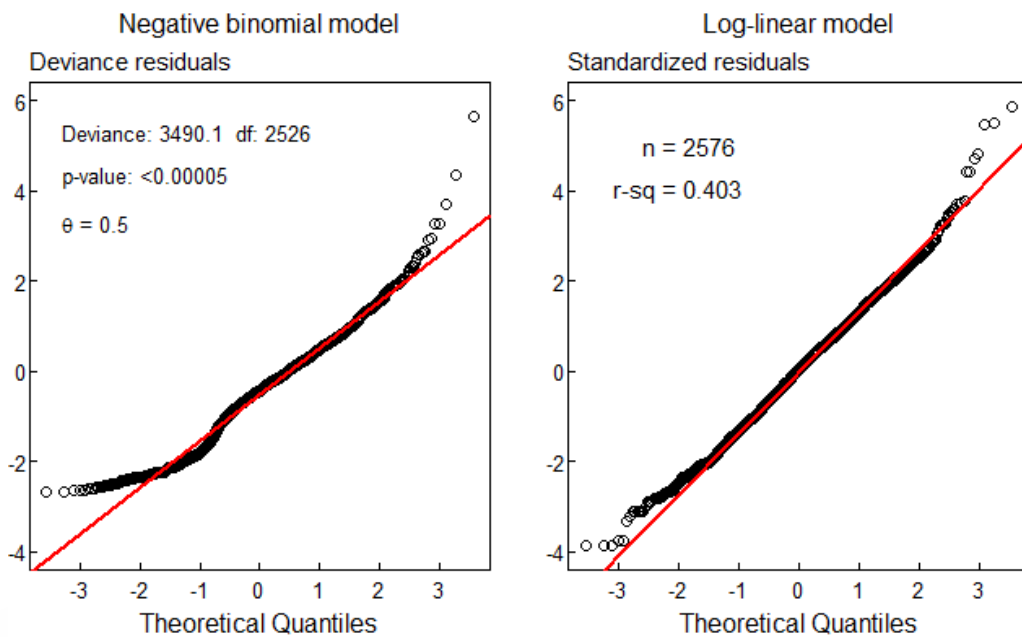 Negative binomial model
Deviance residuals
6
4
2
0
-2
-4
Deviance: 3490.1 df: 2526
p-value: <0.00005
θ = 0.5
-3 -2 -1 0 1 2 3
Theoretical Quantiles
Log-linear model
Standardized residuals
6
4
2
0
-2
-4
n = 2576
r-sq = 0.403
-3 -2 -1 0 1 2 3
Theoretical Quantiles